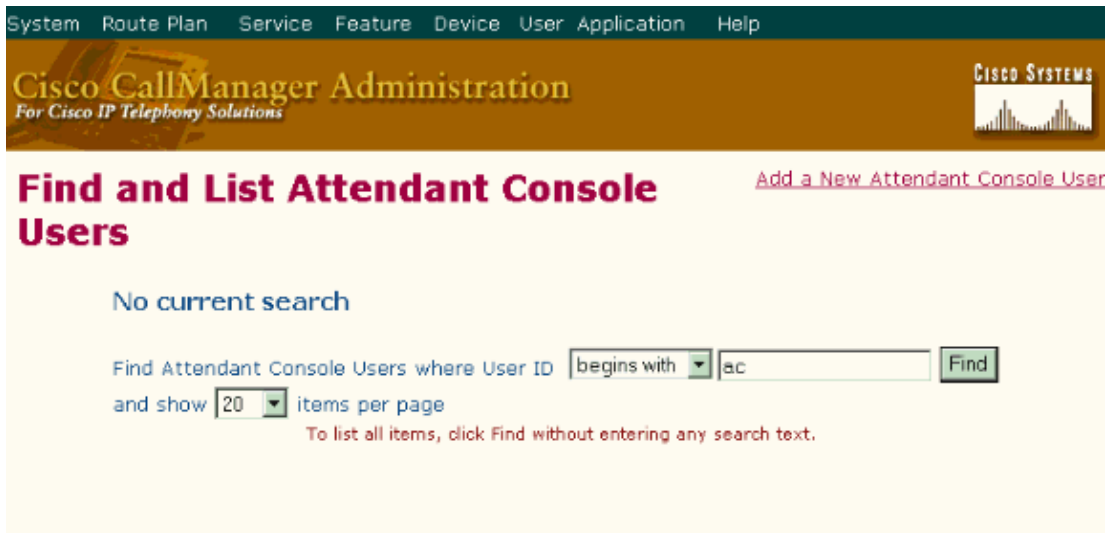 System Route Plan Service Feature Device User Application Help
Cisco CallManager Administration
For Cisco IP Telephony Solutions
CISCO SYSTEMS
Find and List Attendant Console
Users
Add a New Attendant Console User
No current search
Find Attendant Console Users where User ID begins with ac Find
and show 20 items per page
To list all items, click Find without entering any search text.